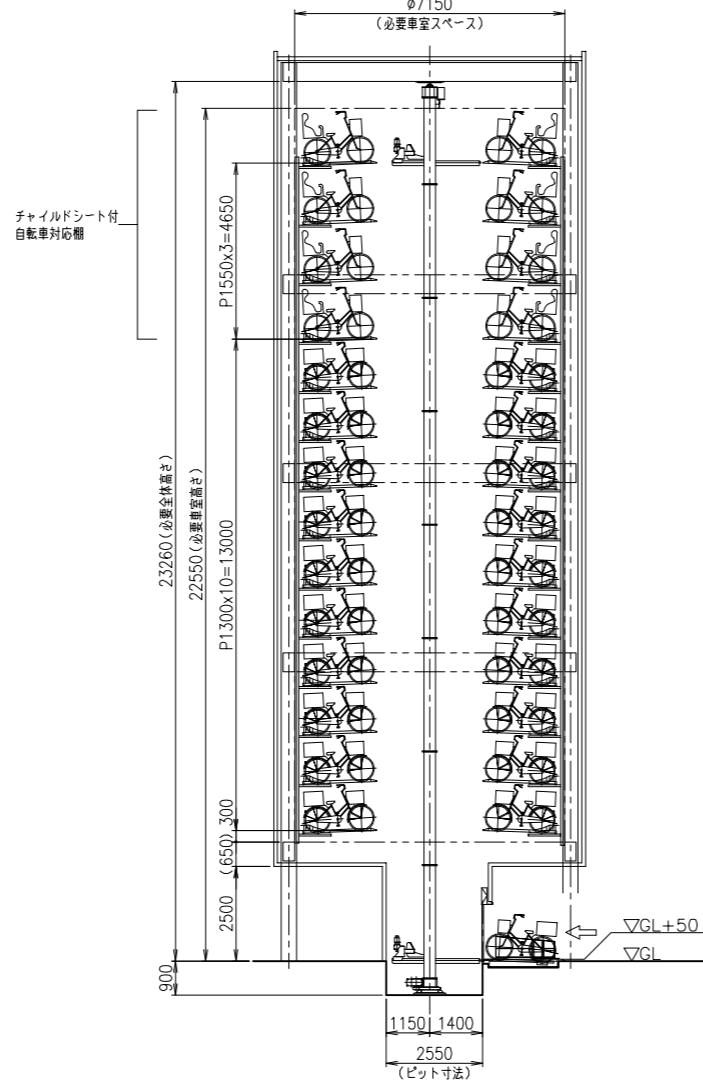 φ7150
(必要車室スペース)
チャイルドシート付
自転車対応棚
P1550x3=4650
23260(必要全体高さ)
22550(必要車室高さ)
P1300x10=13000
300
(650)
2500
900
▽GL+50
▽GL
1150
1400
2550
(ピット寸法)